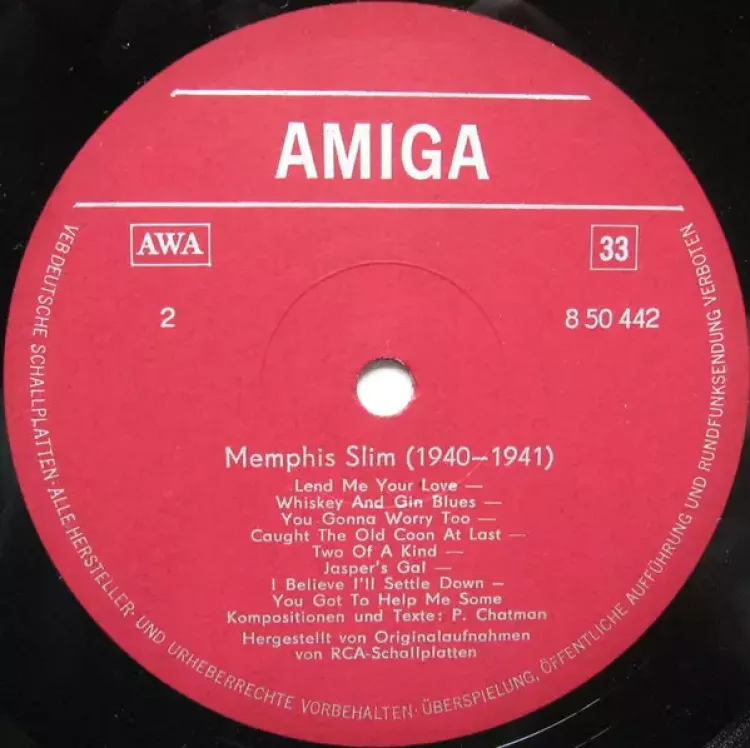 AMIGA
AWA
33
2
8 50 442
Memphis Slim (1940–1941)
Lend Me Your Love —
Whiskey And Gin Blues —
You Gonna Worry Too —
Caught The Old Coon At Last —
Two Of A Kind —
Jasper's Gal —
I Believe I'll Settle Down —
You Got To Help Me Some
Kompositionen und Texte: P. Chatman
Hergestellt von Originalaufnahmen
von RCA-Schallplatten
VEB DEUTSCHE SCHALLPLATTEN · ALLE HERSTELLER- UND URHEBERRECHTE VORBEHALTEN · ÜBERSPIELUNG, ÖFFENTLICHE AUFFÜHRUNG UND RUNDFUNKSENDUNG VERBOTEN